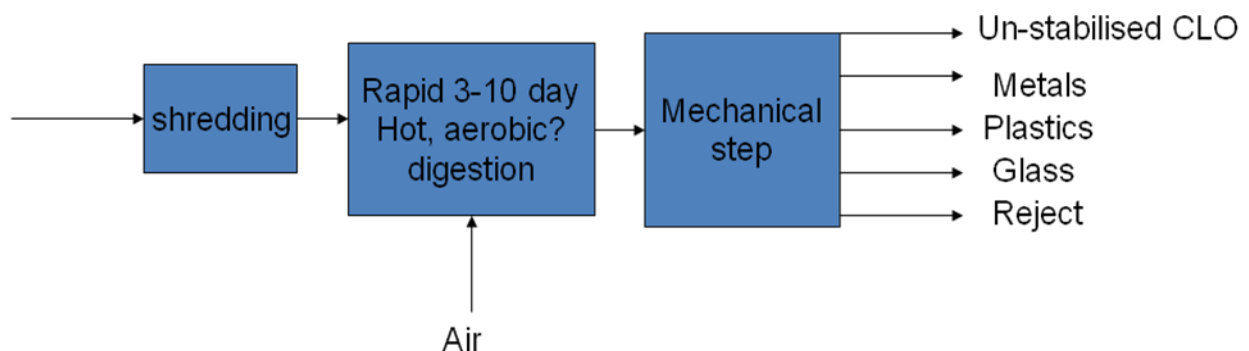 shredding
Rapid 3-10 day
Hot, aerobic?
digestion
Air
Mechanical
step
Un-stabilised CLO
Metals
Plastics
Glass
Reject